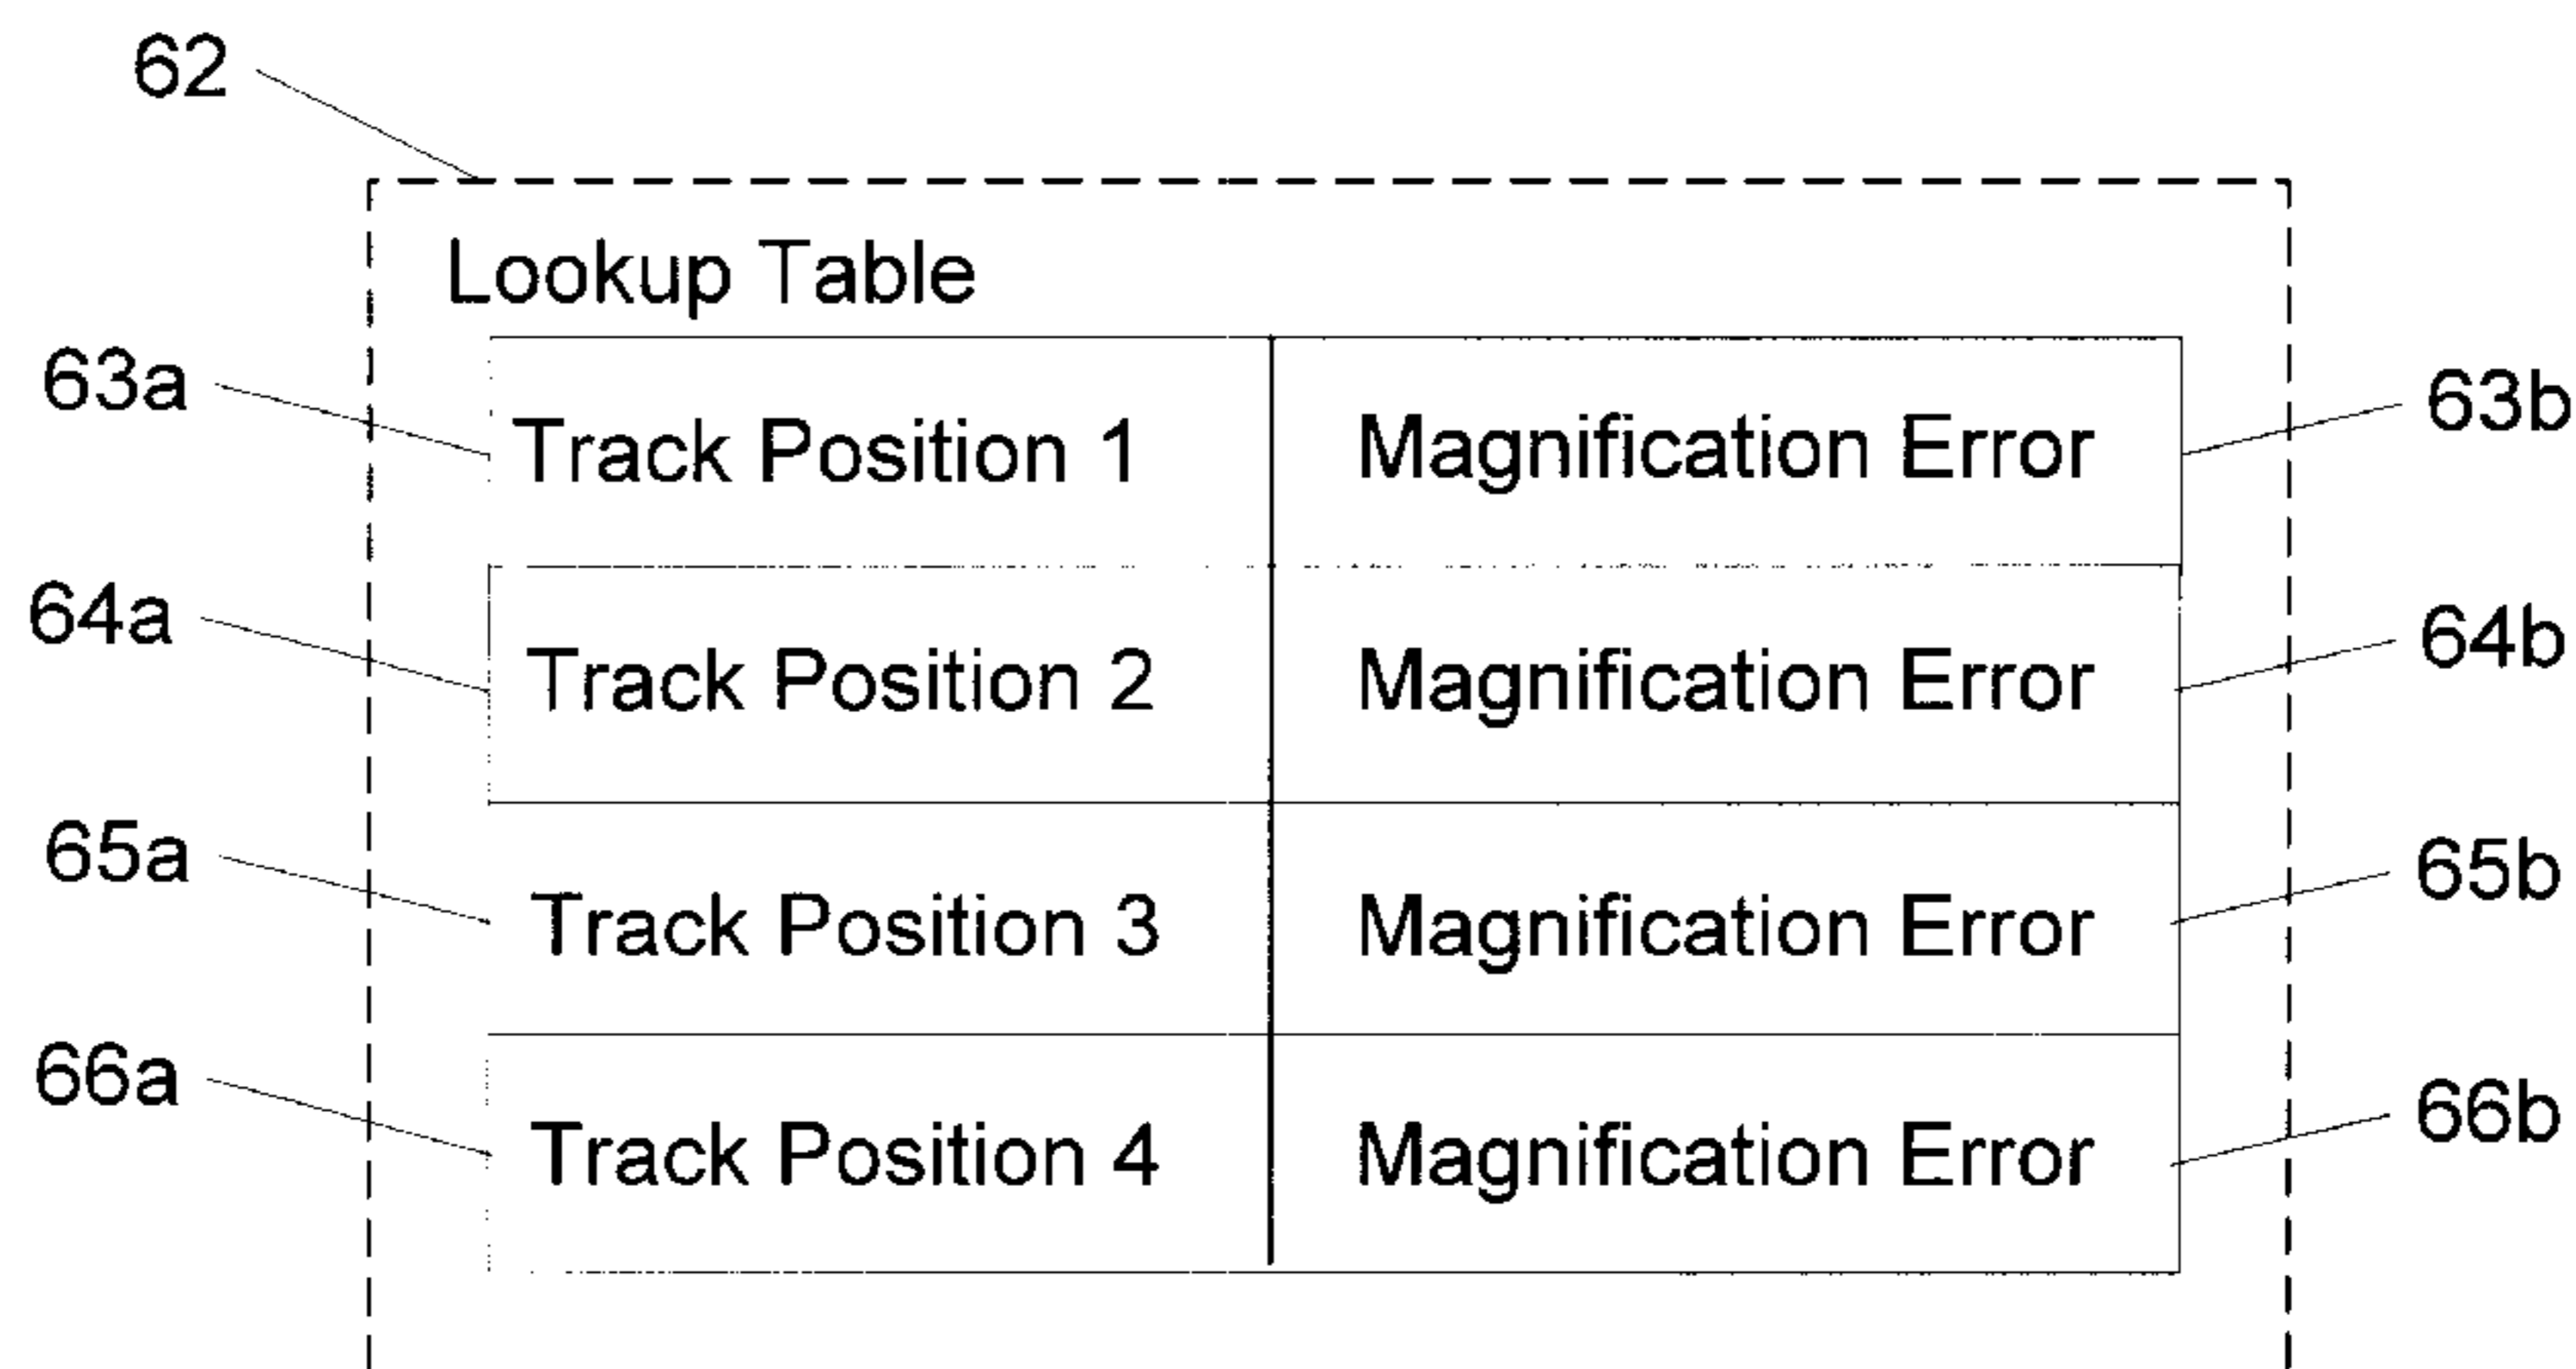 62
Lookup Table
63a Track Position 1 Magnification Error 63b
64a Track Position 2 Magnification Error 64b
65a Track Position 3 Magnification Error 65b
66a Track Position 4 Magnification Error 66b